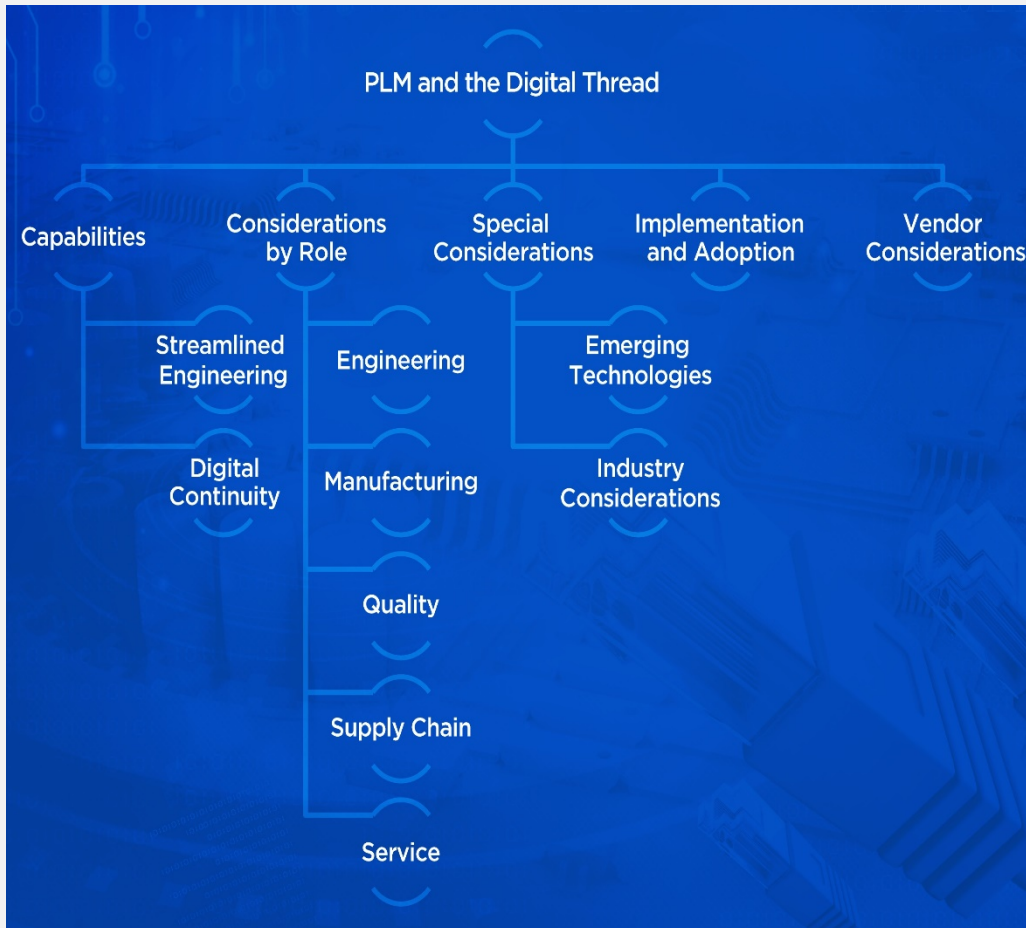 PLM and the Digital Thread
Capabilities
Considerations
by Role
Special
Considerations
Implementation
and Adoption
Vendor
Considerations
Streamlined
Engineering
Digital
Continuity
Engineering
Manufacturing
Quality
Supply Chain
Service
Emerging
Technologies
Industry
Considerations